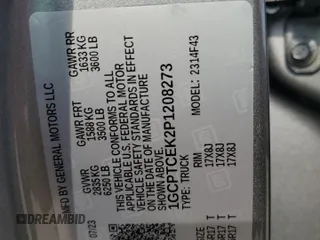 MFD BY GENERAL MOTORS LLC
07/23
GVWR
2835 KG
6250 LB
GAWR FRT
1588 KG
3500 LB
GAWR RR
1633 KG
3600 LB
THIS VEHICLE CONFORMS TO ALL
APPLICABLE U.S. FEDERAL MOTOR
VEHICLE SAFETY STANDARDS IN EFFECT
ON THE DATE OF MANUFACTURE SHOWN ABOVE
1GCPTCEK2P1208273
TYPE: TRUCK
2314F43
RIM
17X8J
17X8J
17X8J
DREAMBID